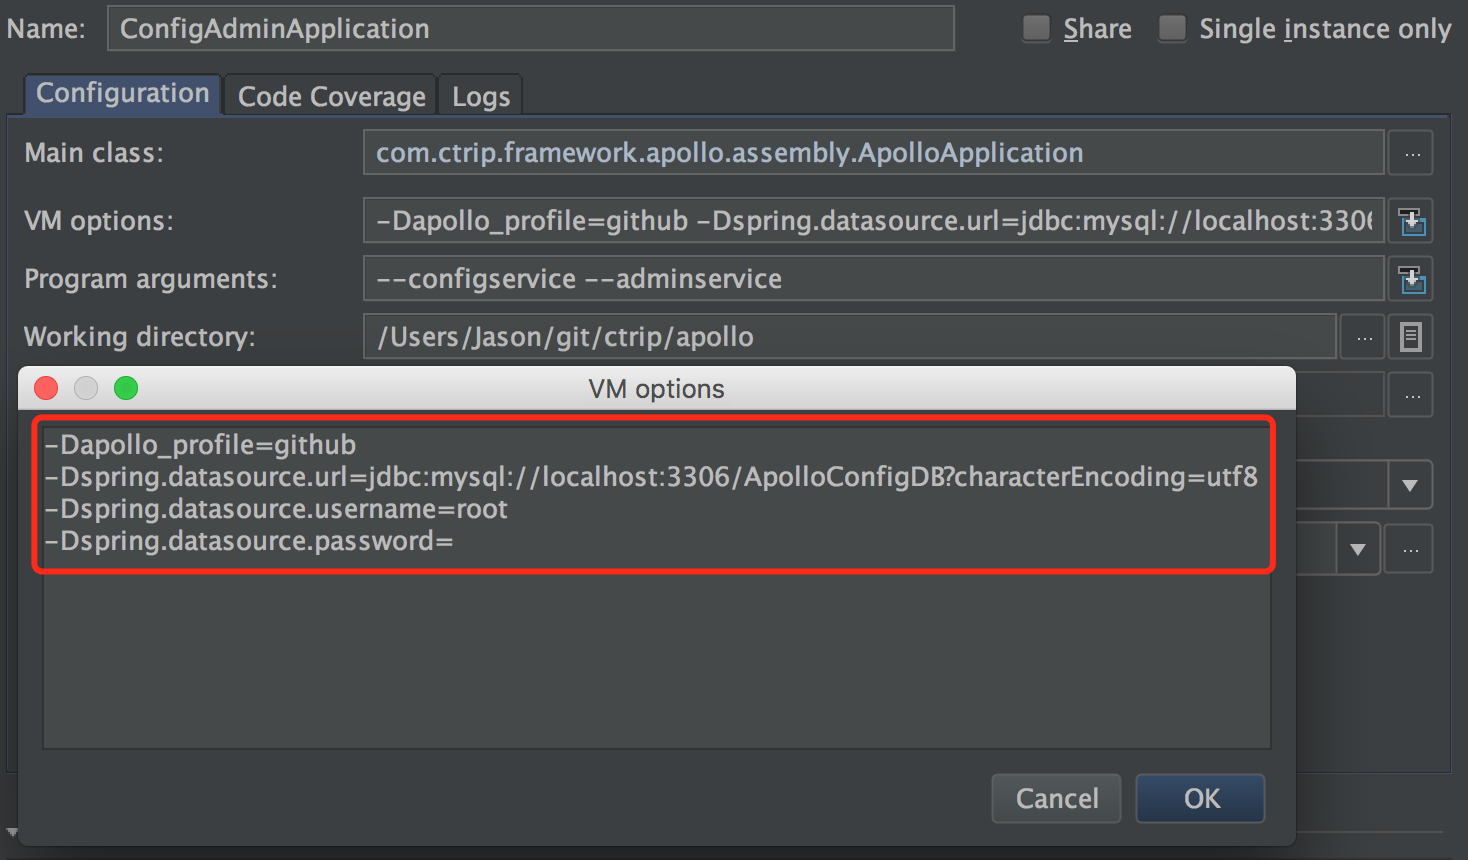 Name: ConfigAdminApplication Share Single instance only
Configuration Code Coverage Logs
Main class: com.ctrip.framework.apollo.assembly.ApolloApplication ...
VM options: -Dapollo_profile=github -Dspring.datasource.url=jdbc:mysql://localhost:3306
Program arguments: --configservice --adminservice
Working directory: /Users/Jason/git/ctrip/apollo ...
VM options
...
-Dapollo_profile=github
-Dspring.datasource.url=jdbc:mysql://localhost:3306/ApolloConfigDB?characterEncoding=utf8
-Dspring.datasource.username=root
-Dspring.datasource.password=
...
Cancel OK